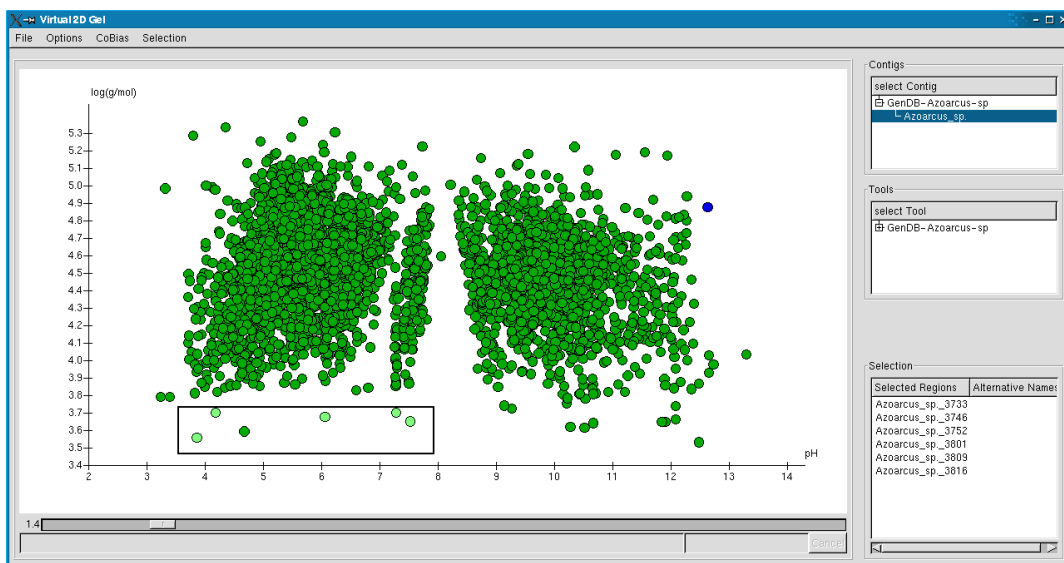 Virtual 2D Gel
File Options CoBias Selection
log(g/mol)
5.3
5.2
5.1
5.0
4.9
4.8
4.7
4.6
4.5
4.4
4.3
4.2
4.1
4.0
3.9
3.8
3.7
3.6
3.5
3.4
2 3 4 5 6 7 8 9 10 11 12 13 14
pH
1.4
Cancel
Contigs
select Contig
GenDB-Azoarcus-sp
Azoarcus_sp.
Tools
select Tool
GenDB-Azoarcus-sp
Selection
Selected Regions Alternative Names
Azoarcus_sp._3733
Azoarcus_sp._3746
Azoarcus_sp._3752
Azoarcus_sp._3801
Azoarcus_sp._3809
Azoarcus_sp._3816